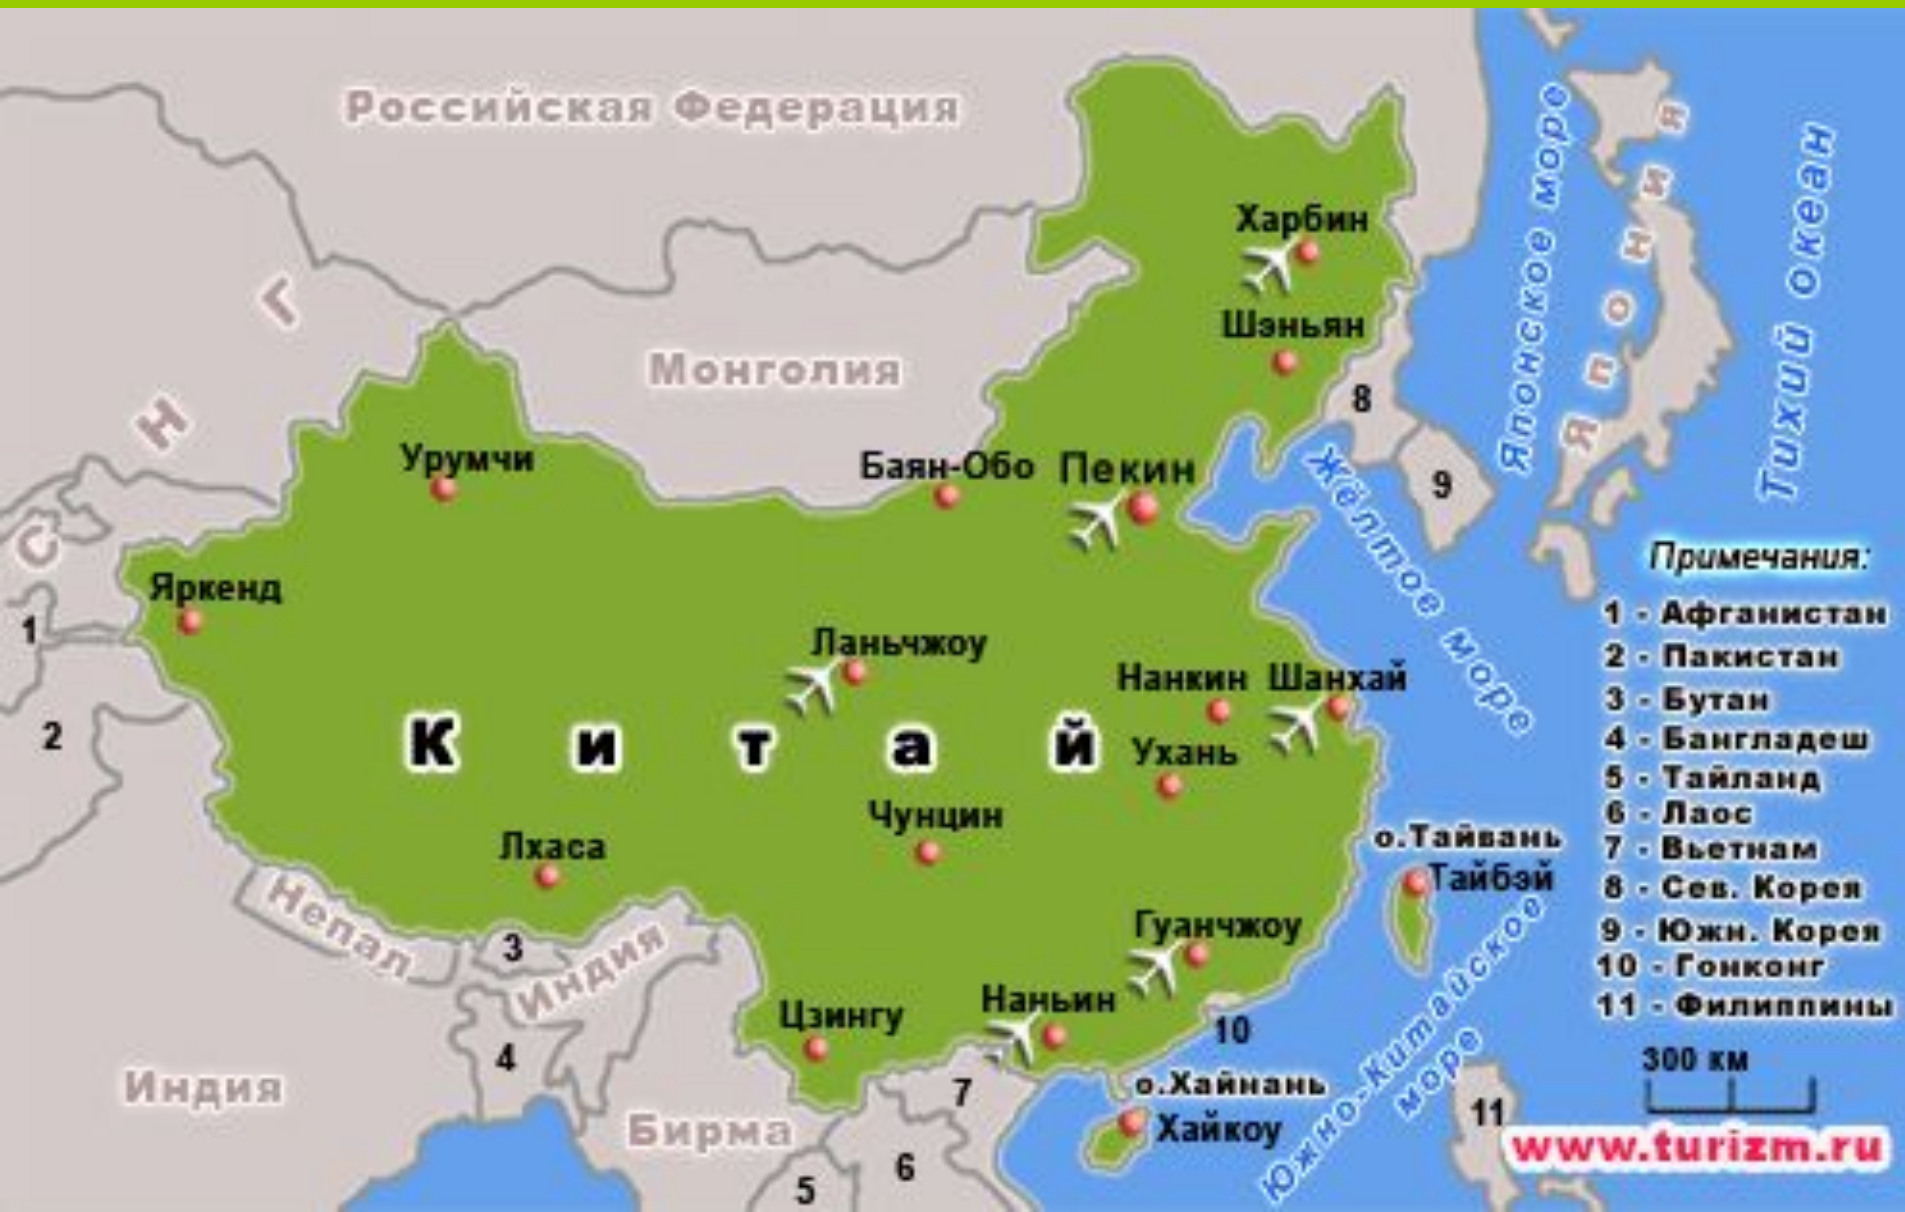 Российская Федерация
Харбин
Шэньян
Монголия
С Н Г
Урумчи
Баян-Обо
Пекин
Яркенд
Ланьчжоу
Нанкин
Шанхай
Китай
Ухань
Чунцин
Лхаса
о.Тайвань
Тайбэй
Гуанчжоу
Наньин
Цзингу
Непал
Индия
Индия
Бирма
о.Хайнань
Хайкоу
Япония
Японское море
Тихий океан
Жёлтое море
Южно-Китайское
море
1
2
3
4
5
6
7
8
9
10
11
Примечания:
1 - Афганистан
2 - Пакистан
3 - Бутан
4 - Бангладеш
5 - Тайланд
6 - Лаос
7 - Вьетнам
8 - Сев. Корея
9 - Южн. Корея
10 - Гонконг
11 - Филиппины
300 км
www.turizm.ru